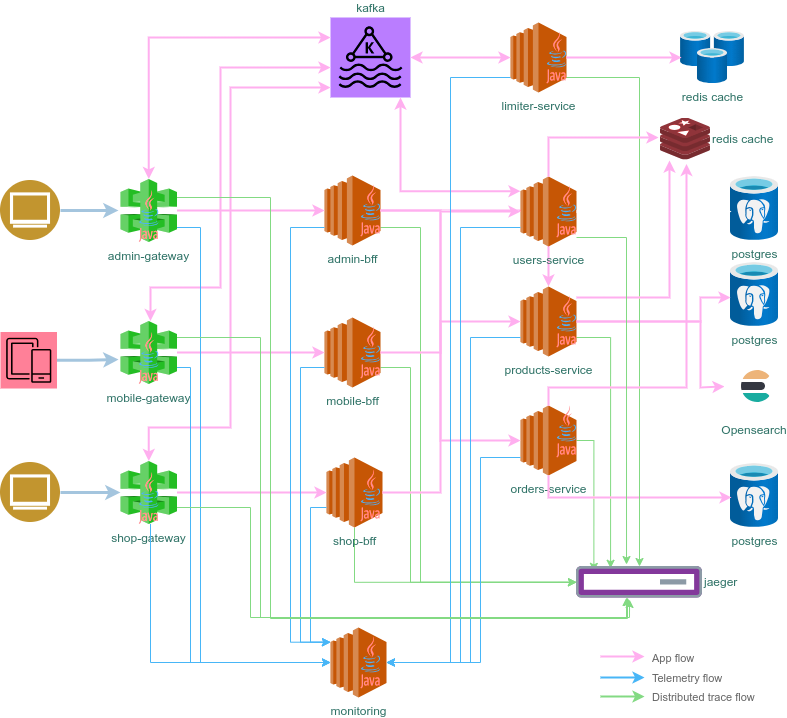 kafka
K
Java
limiter-service
redis cache
redis cache
Java
admin-gateway
Java
admin-bff
Java
users-service
postgres
Java
mobile-gateway
Java
mobile-bff
Java
products-service
postgres
Opensearch
Java
orders-service
Java
shop-gateway
Java
shop-bff
postgres
jaeger
Java
monitoring
App flow
Telemetry flow
Distributed trace flow